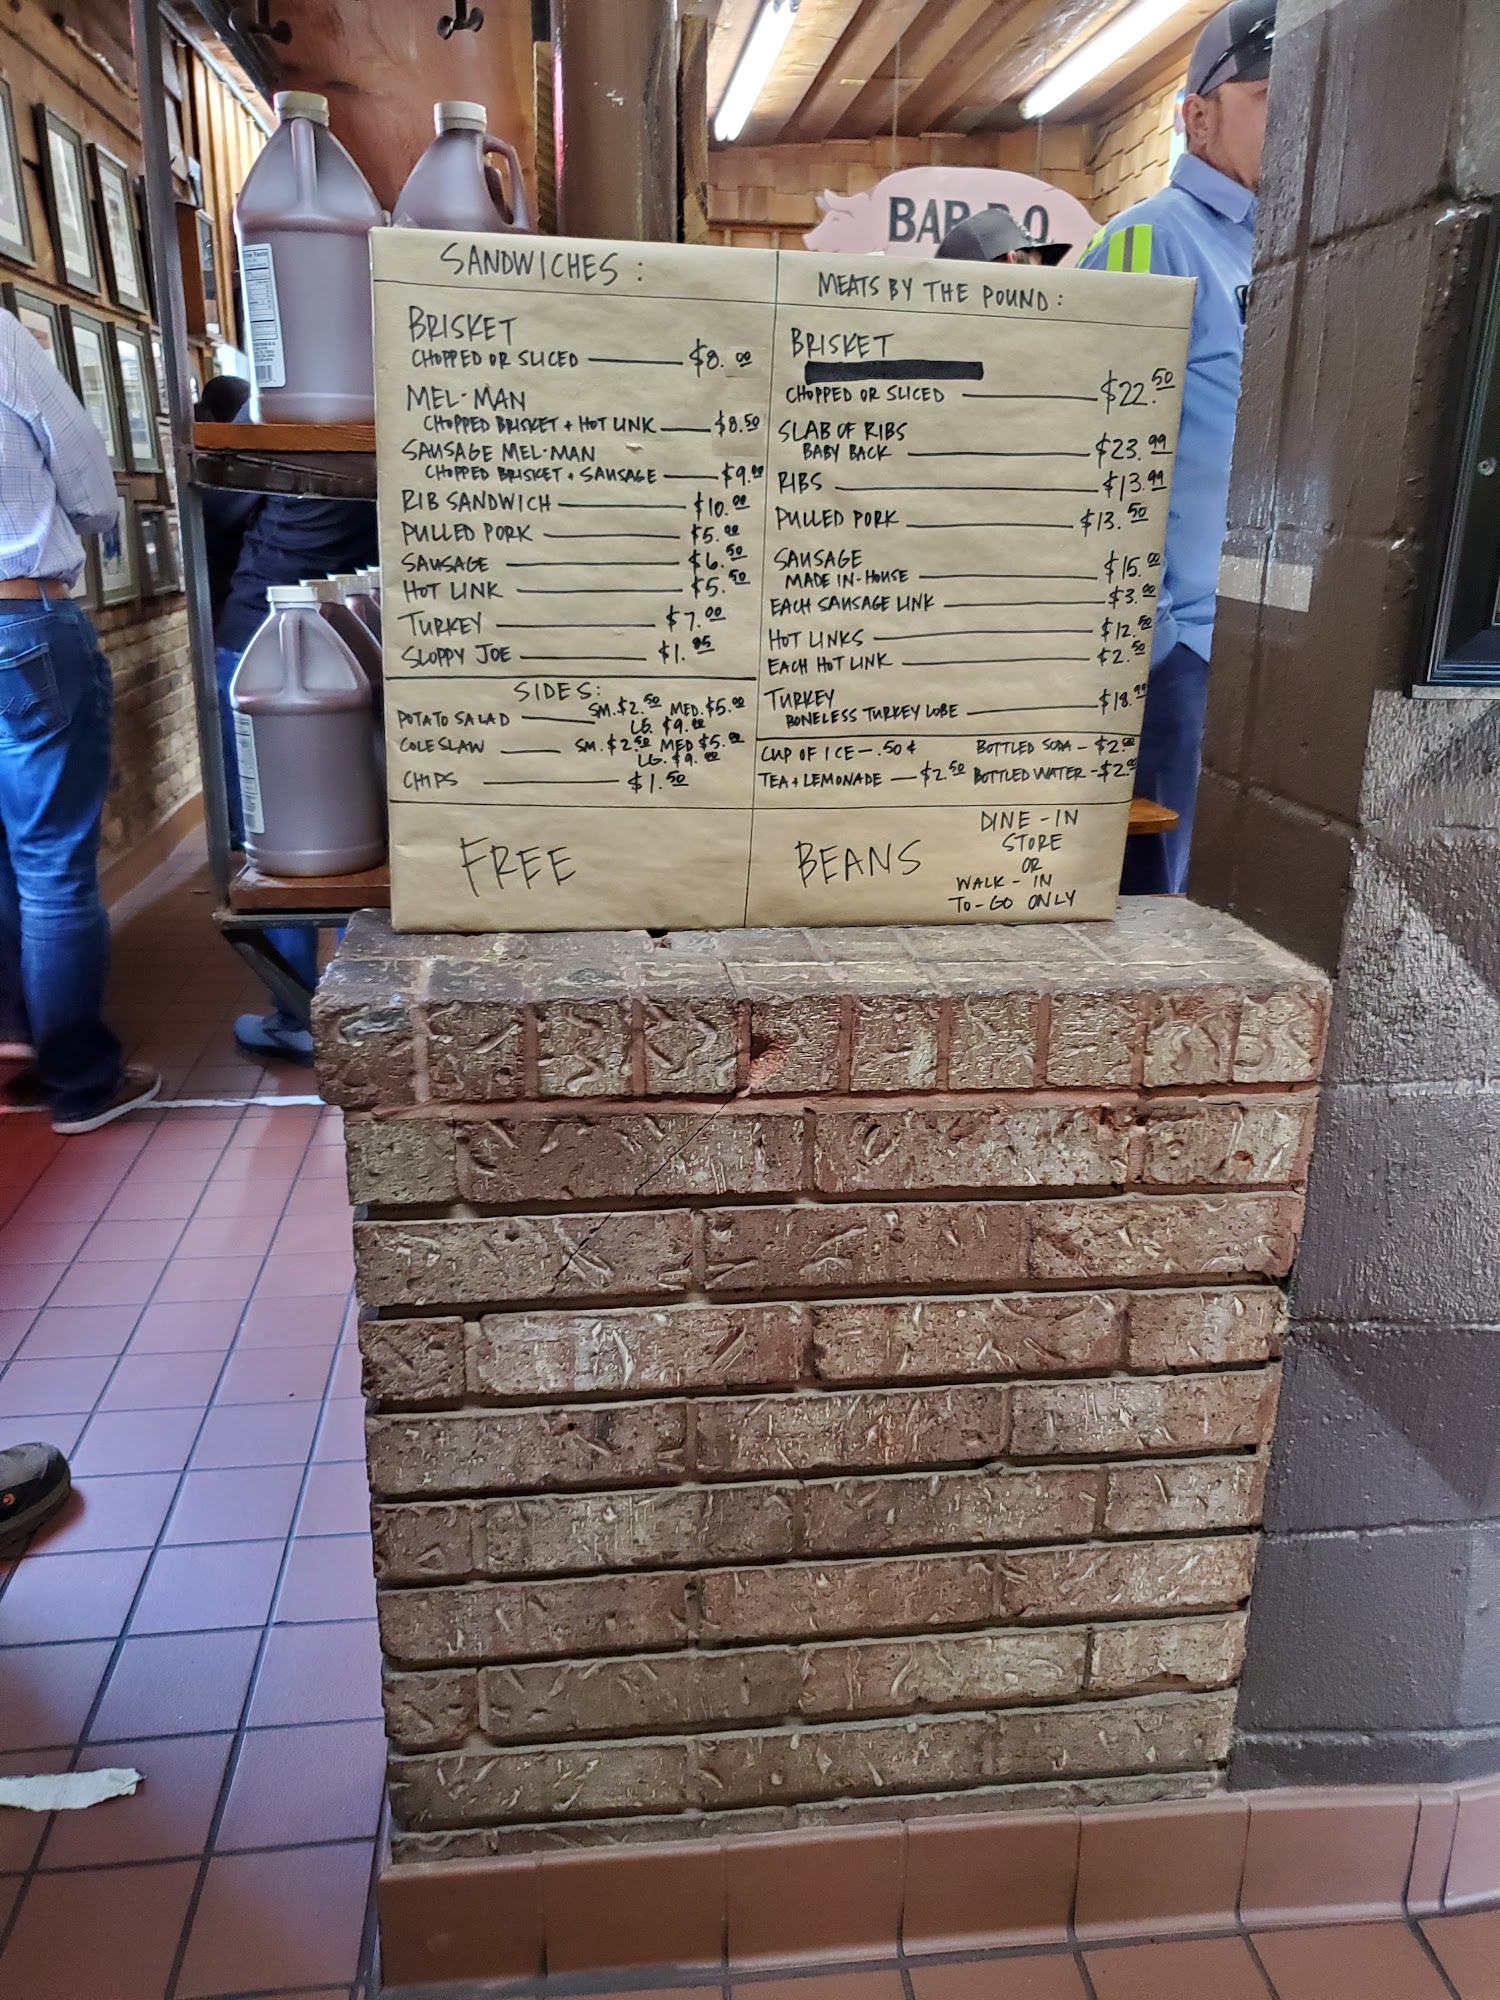 BAR-B-Q
SANDWICHES:
BRISKET
CHOPPED OR SLICED — $8.00
MEL-MAN
CHOPPED BRISKET + HOT LINK — $8.50
SAUSAGE MEL-MAN
CHOPPED BRISKET + SAUSAGE — $9.00
RIB SANDWICH — $10.00
PULLED PORK — $5.00
SAUSAGE — $6.50
HOT LINK — $5.50
TURKEY — $7.00
SLOPPY JOE — $1.95
SIDES:
POTATO SALAD — SM. $2.50 MED. $5.00
LG. $9.00
COLESLAW — SM. $2.50 MED $5.00
LG. $9.00
CHIPS — $1.50
MEATS BY THE POUND:
BRISKET
CHOPPED OR SLICED — $22.50
SLAB OF RIBS
BABY BACK — $23.99
RIBS — $13.99
PULLED PORK — $13.50
SAUSAGE
MADE IN-HOUSE — $15.00
EACH SAUSAGE LINK — $3.00
HOT LINKS — $12.50
EACH HOT LINK — $2.50
TURKEY
BONELESS TURKEY LOBE — $18.99
CUP OF ICE — .50¢ BOTTLED SODA - $2.00
TEA + LEMONADE — $2.50 BOTTLED WATER - $2.00
FREE BEANS
DINE-IN
STORE
OR
WALK-IN
TO-GO ONLY